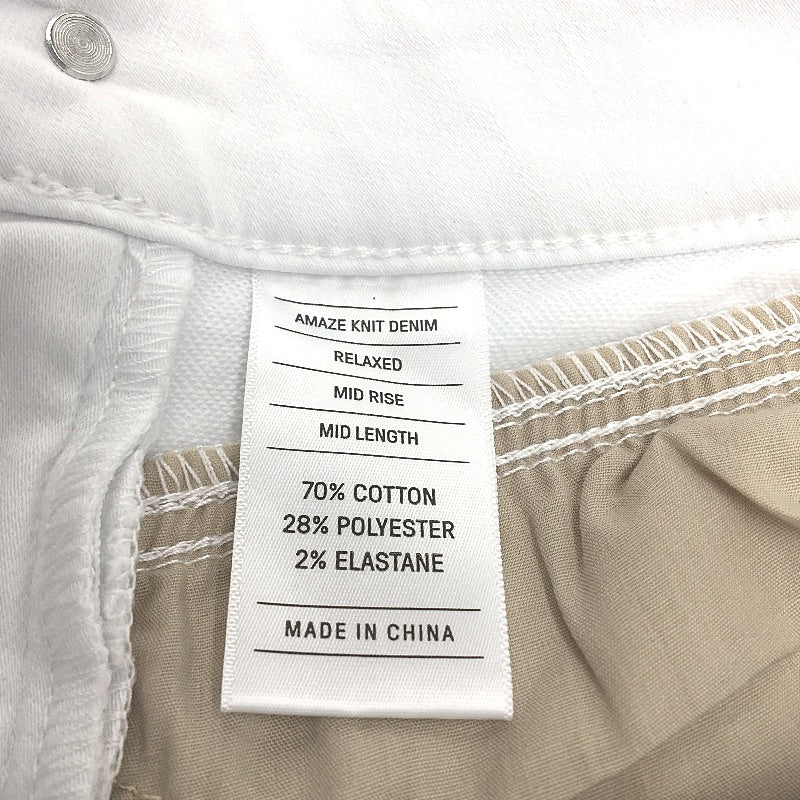 AMAZE KNIT DENIM
RELAXED
MID RISE
MID LENGTH
70% COTTON
28% POLYESTER
2% ELASTANE
MADE IN CHINA